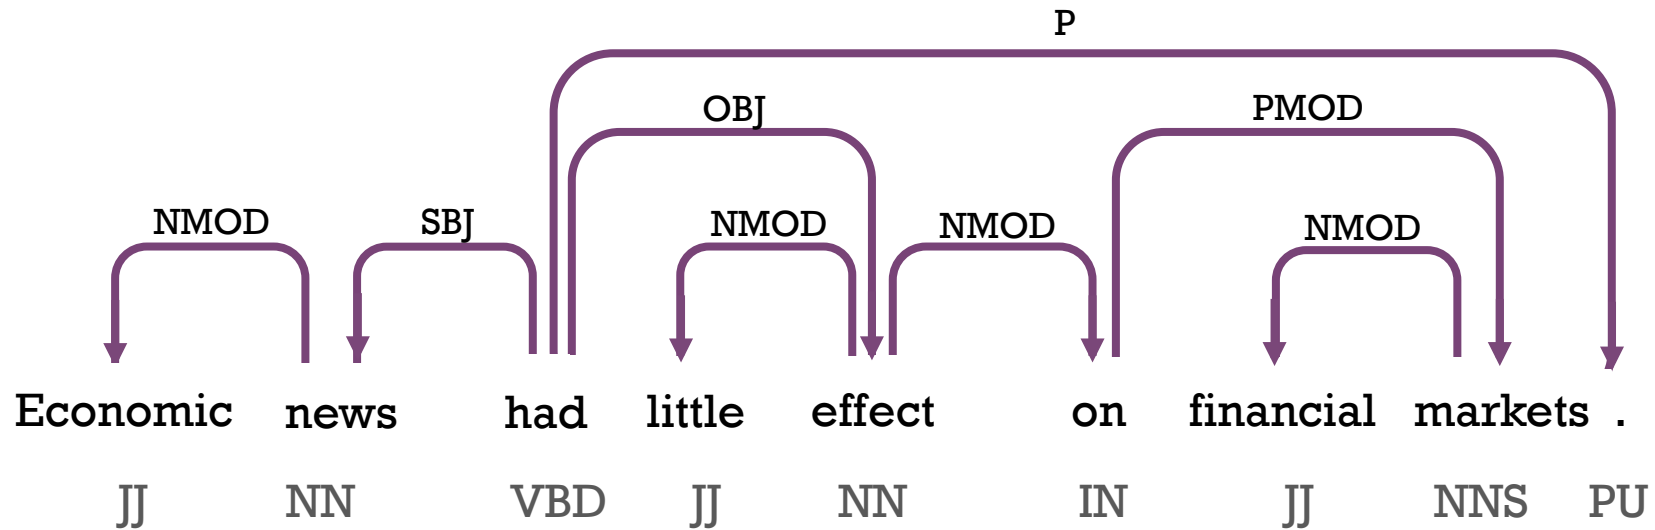 P
OBJ PMOD
NMOD SBJ NMOD NMOD NMOD
Economic news had little effect on financial markets .
JJ NN VBD JJ NN IN JJ NNS PU